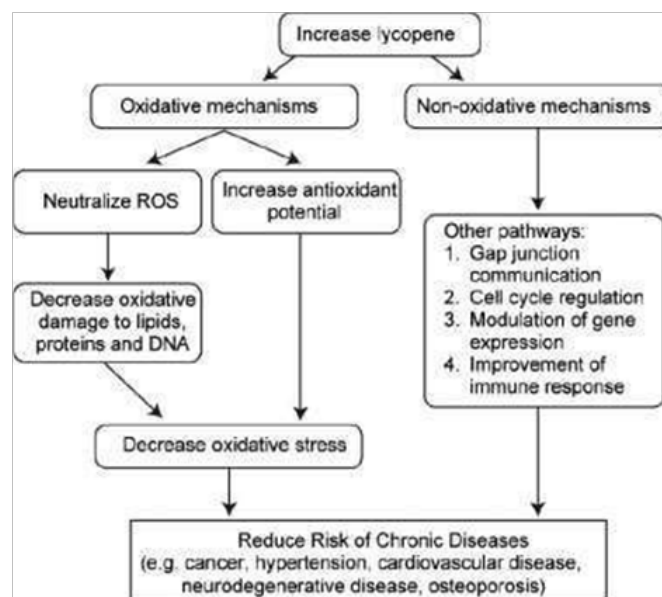 Increase lycopene
Oxidative mechanisms
Non-oxidative mechanisms
Neutralize ROS
Increase antioxidant
potential
Other pathways:
1. Gap junction
communication
2. Cell cycle regulation
3. Modulation of gene
expression
4. Improvement of
immune response
Decrease oxidative
damage to lipids,
proteins and DNA
Decrease oxidative stress
Reduce Risk of Chronic Diseases
(e.g. cancer, hypertension, cardiovascular disease,
neurodegenerative disease, osteoporosis)